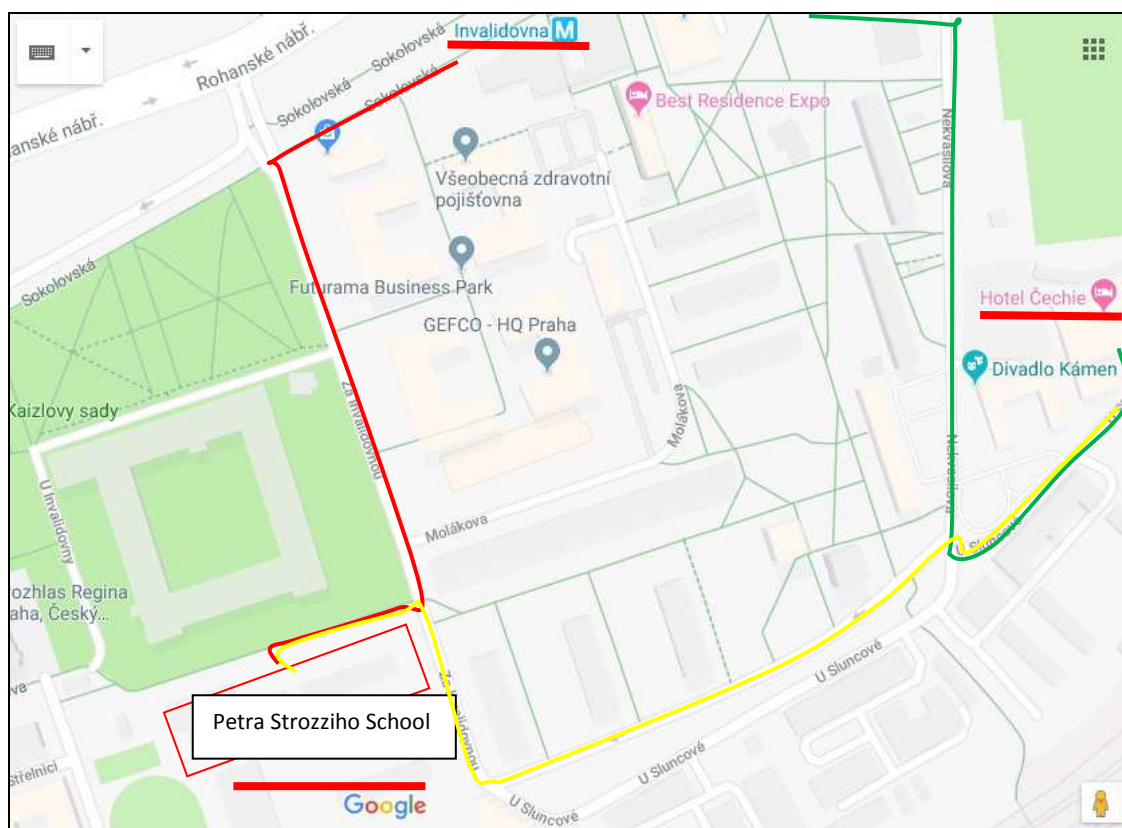 Invalidovna M
Sokolovská
Rohanské nábř.
Sokolovská
Sokolovská
anské nábř.
Best Residence Expo
Nekvasilova
Všeobecná zdravotní
pojišťovna
Sokolovská
Futurama Business Park
Hotel Čechie
GEFCO - HQ Praha
Divadlo Kámen
Kaizlovy sady
Za Invalidovnou
Molákova
Nekvasilova
U Invalidovny
Molákova
U Sluncové
ozhlas Regina
aha, Český...
Za Invalidovnou
U Sluncové
va
Petra Strozziho School
Střelnici
U Sluncové
U Sluncové
Google